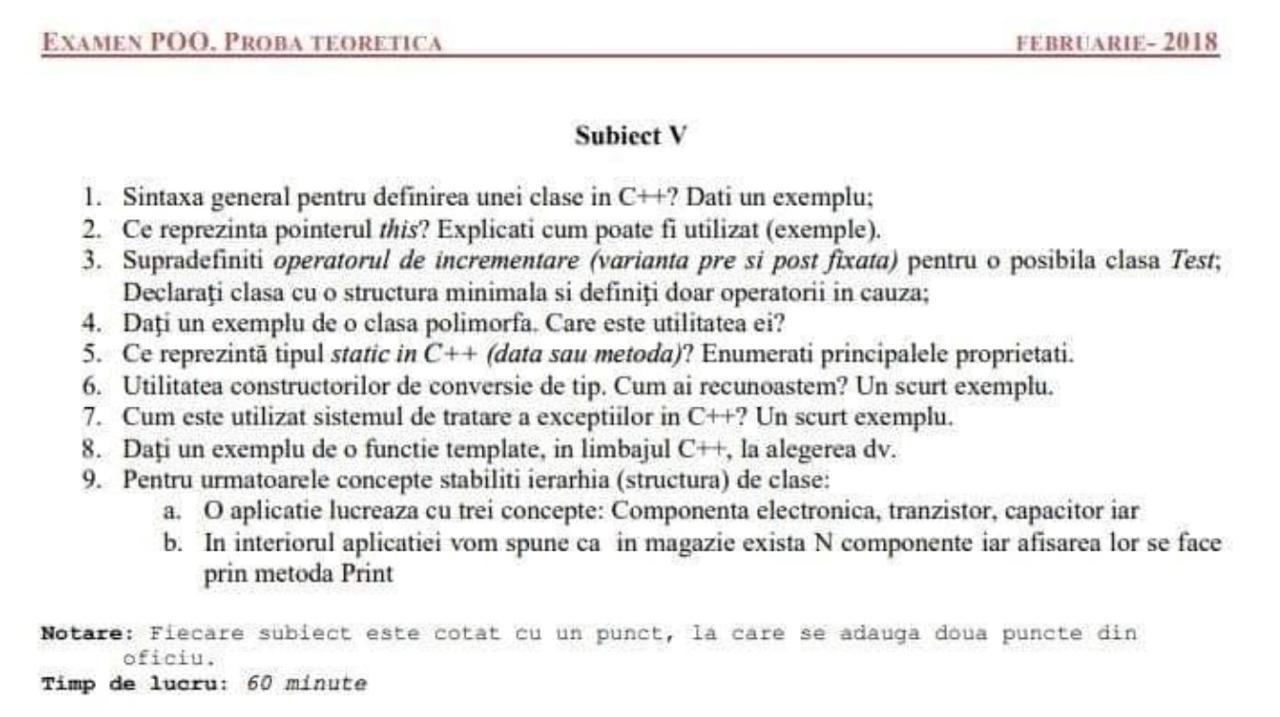 EXAMEN POO. PROBA TEORETICA FEBRUARIE- 2018
Subiect V
1. Sintaxa general pentru definirea unei clase in C++? Dati un exemplu;
2. Ce reprezinta pointerul this? Explicati cum poate fi utilizat (exemple).
3. Supradefiniti operatorul de incrementare (varianta pre si post fixata) pentru o posibila clasa Test;
Declarați clasa cu o structura minimala si definiți doar operatorii in cauza;
4. Dați un exemplu de o clasa polimorfa. Care este utilitatea ei?
5. Ce reprezintă tipul static in C++ (data sau metoda)? Enumerati principalele proprietati.
6. Utilitatea constructorilor de conversie de tip. Cum ai recunoastem? Un scurt exemplu.
7. Cum este utilizat sistemul de tratare a exceptiilor in C++? Un scurt exemplu.
8. Dați un exemplu de o functie template, in limbajul C++, la alegerea dv.
9. Pentru urmatoarele concepte stabiliti ierarhia (structura) de clase:
a. O aplicatie lucreaza cu trei concepte: Componenta electronica, tranzistor, capacitor iar
b. In interiorul aplicatiei vom spune ca in magazie exista N componente iar afisarea lor se face
prin metoda Print
Notare: Fiecare subiect este cotat cu un punct, la care se adauga doua puncte din
oficiu.
Timp de lucru: 60 minute